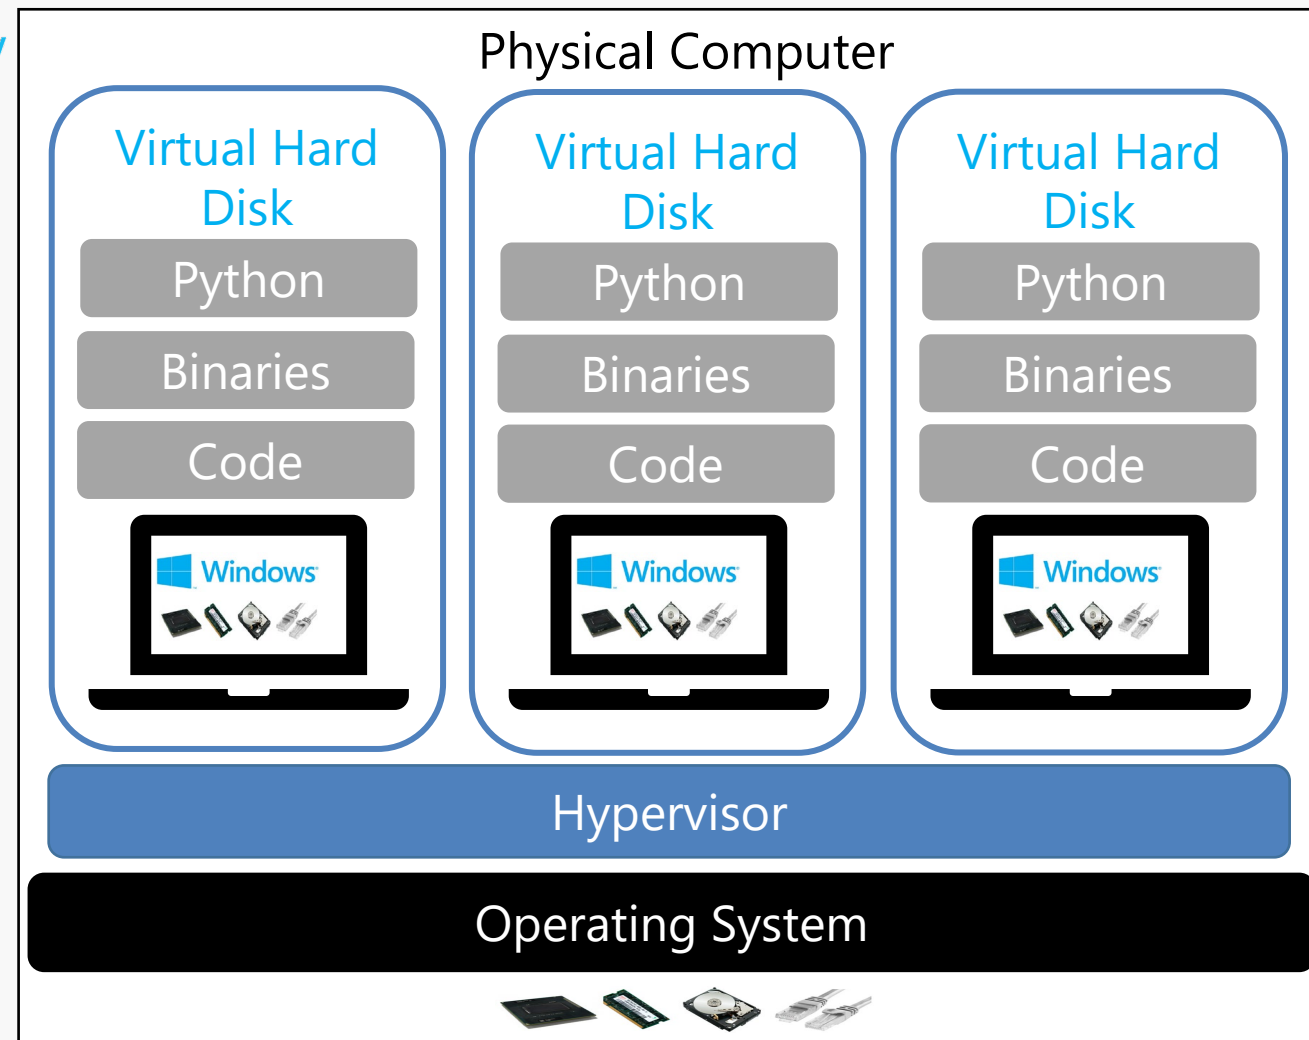 Physical Computer
Virtual Hard
Disk
Python
Binaries
Code
Windows
Virtual Hard
Disk
Python
Binaries
Code
Windows
Virtual Hard
Disk
Python
Binaries
Code
Windows
Hypervisor
Operating System